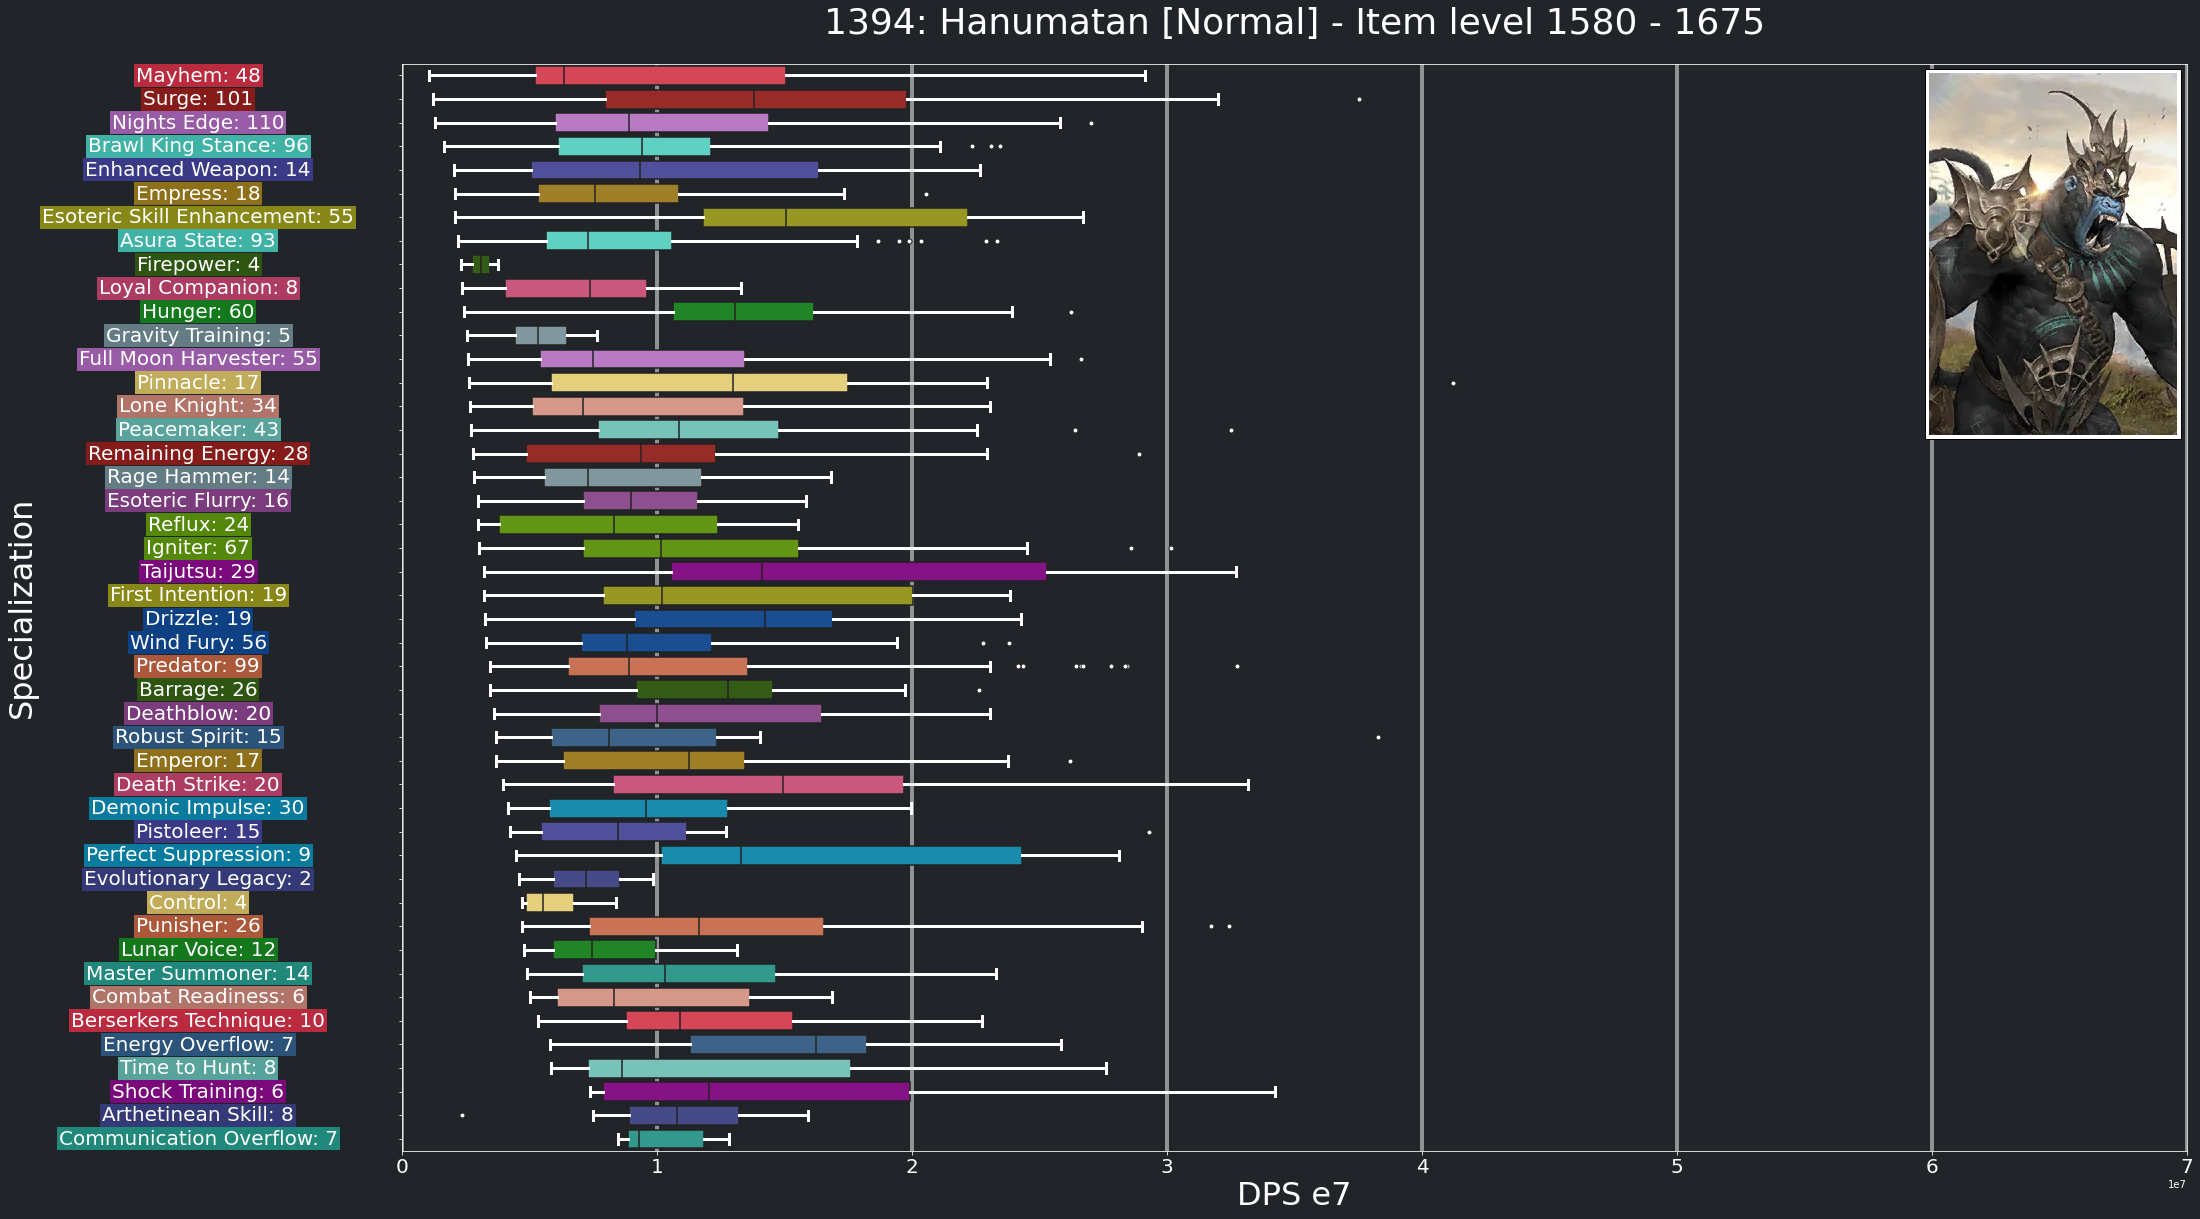 1394: Hanumatan [Normal] - Item level 1580 - 1675
Mayhem: 48
Surge: 101
Nights Edge: 110
Brawl King Stance: 96
Enhanced Weapon: 14
Empress: 18
Esoteric Skill Enhancement: 55
Asura State: 93
Firepower: 4
Loyal Companion: 8
Hunger: 60
Gravity Training: 5
Full Moon Harvester: 55
Pinnacle: 17
Lone Knight: 34
Peacemaker: 43
Remaining Energy: 28
Rage Hammer: 14
Esoteric Flurry: 16
Reflux: 24
Igniter: 67
Taijutsu: 29
First Intention: 19
Drizzle: 19
Wind Fury: 56
Predator: 99
Barrage: 26
Deathblow: 20
Robust Spirit: 15
Emperor: 17
Death Strike: 20
Demonic Impulse: 30
Pistoleer: 15
Perfect Suppression: 9
Evolutionary Legacy: 2
Control: 4
Punisher: 26
Lunar Voice: 12
Master Summoner: 14
Combat Readiness: 6
Berserkers Technique: 10
Energy Overflow: 7
Time to Hunt: 8
Shock Training: 6
Arthetinean Skill: 8
Communication Overflow: 7
Specialization
0 1 2 3 4 5 6 7
1e7
DPS e7